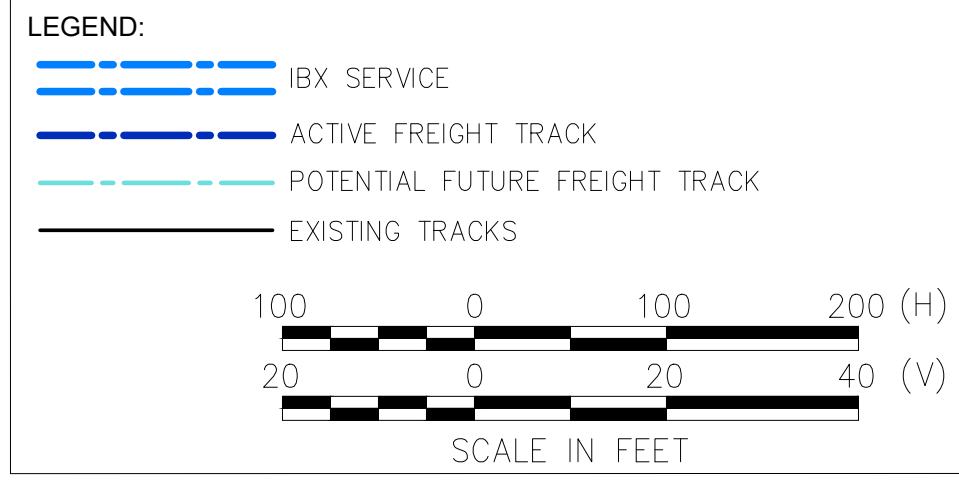 LEGEND:
IBX SERVICE
ACTIVE FREIGHT TRACK
POTENTIAL FUTURE FREIGHT TRACK
EXISTING TRACKS
100 0 100 200 (H)
20 0 20 40 (V)
SCALE IN FEET